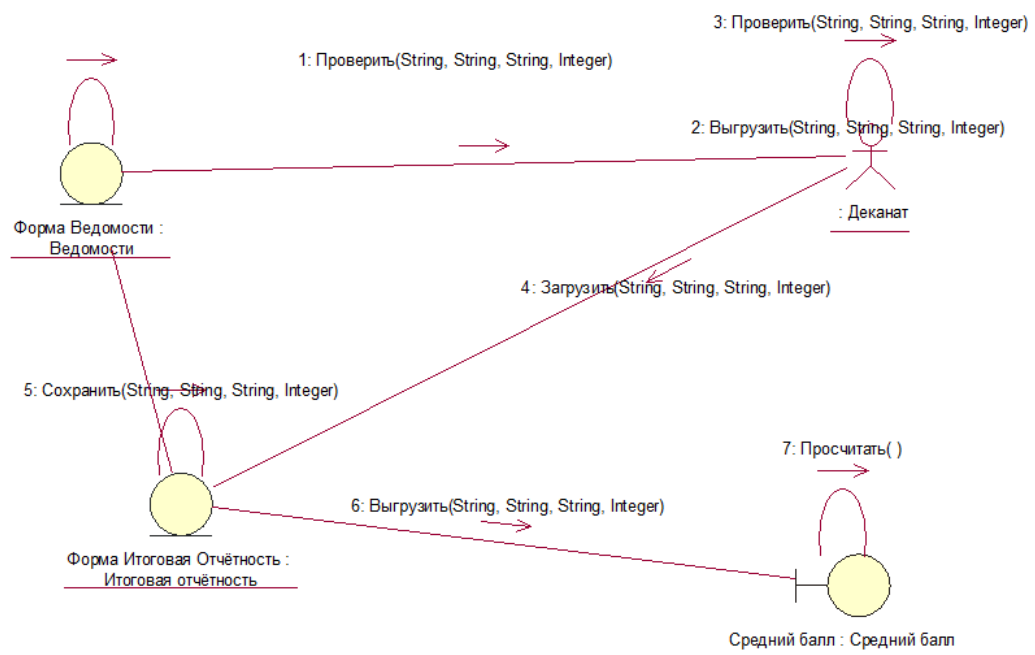 3: Проверить(String, String, String, Integer)
1: Проверить(String, String, String, Integer)
2: Выгрузить(String, String, String, Integer)
: Деканат
Форма Ведомости :
Ведомости
4: Загрузить(String, String, String, Integer)
5: Сохранить(String, String, String, Integer)
7: Просчитать( )
6: Выгрузить(String, String, String, Integer)
Форма Итоговая Отчётность :
Итоговая отчётность
Средний балл : Средний балл